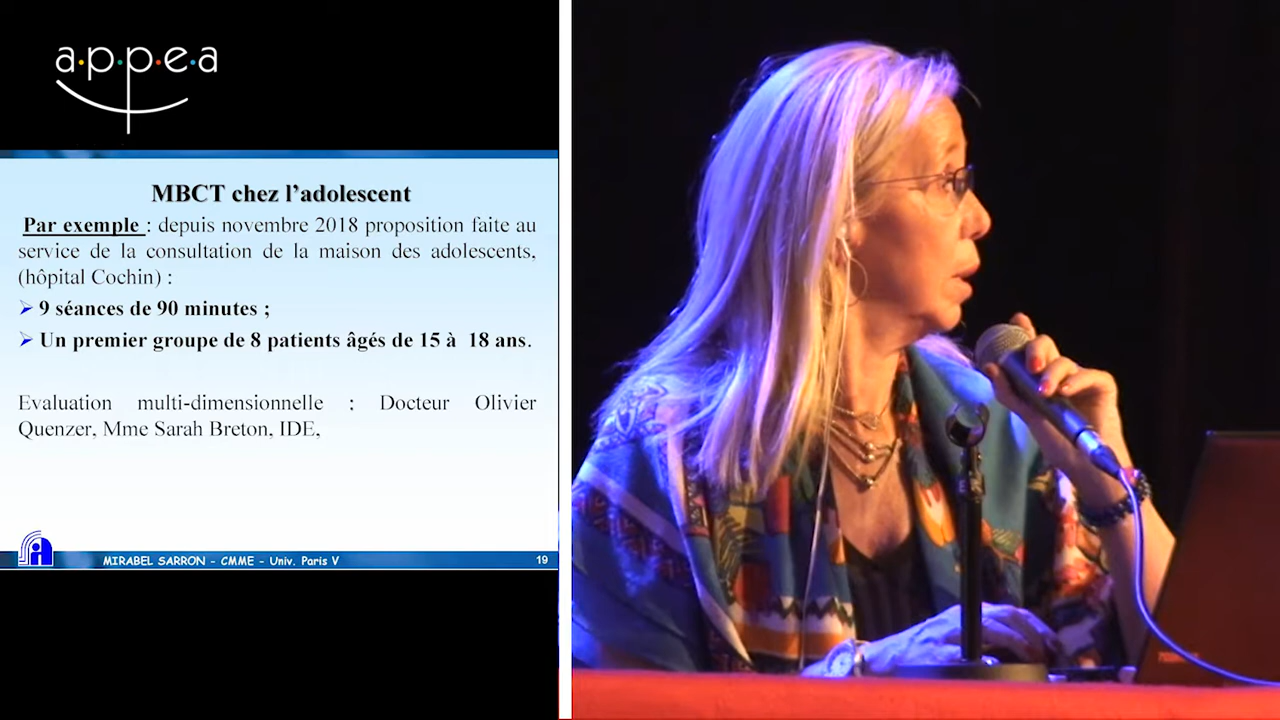 a·p·p·e·a
MBCT chez l’adolescent
Par exemple : depuis novembre 2018 proposition faite au
service de la consultation de la maison des adolescents,
(hôpital Cochin) :
➢ 9 séances de 90 minutes ;
➢ Un premier groupe de 8 patients âgés de 15 à 18 ans.
Evaluation multi-dimensionnelle : Docteur Olivier
Quenzer, Mme Sarah Breton, IDE,
MIRABEL SARRON - CMME - Univ. Paris V 19